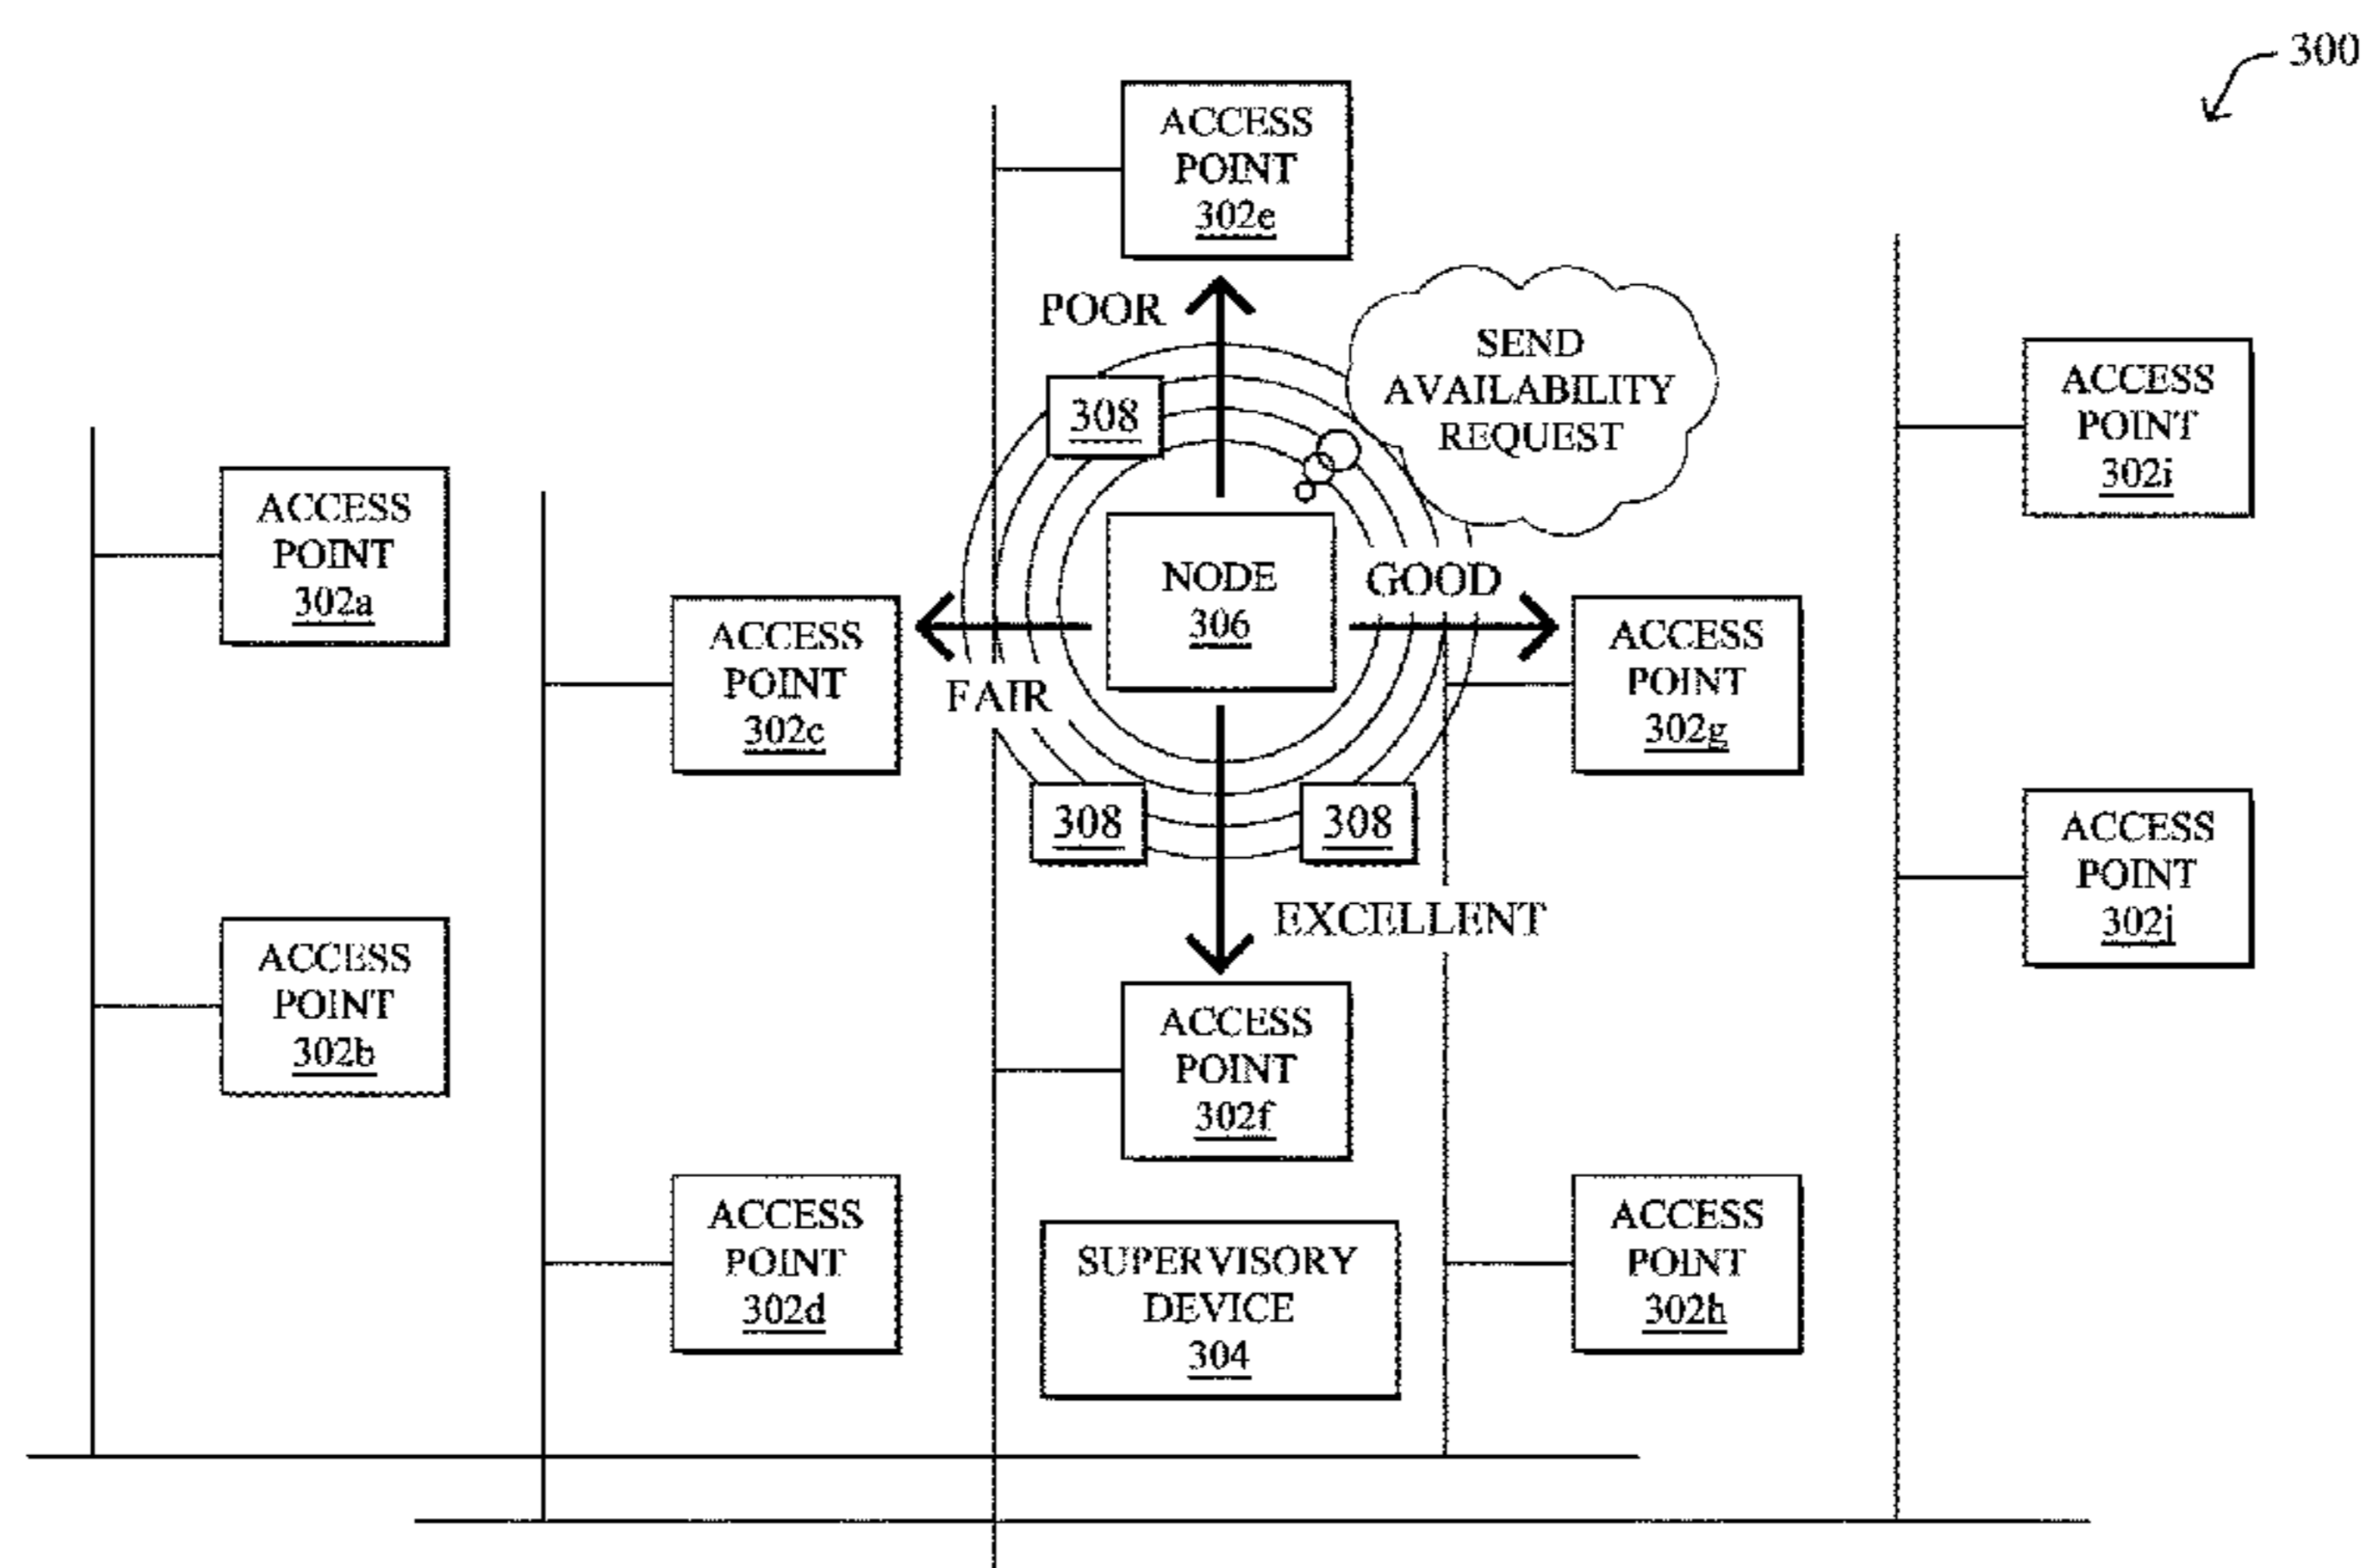 300
ACCESS
POINT
302e
POOR
SEND
AVAILABILITY
REQUEST
308
ACCESS
POINT
302i
ACCESS
POINT
302a
NODE
306
GOOD
ACCESS
POINT
302c
FAIR
ACCESS
POINT
302g
308
308
ACCESS
POINT
302j
EXCELLENT
ACCESS
POINT
302b
ACCESS
POINT
302f
ACCESS
POINT
302d
SUPERVISORY
DEVICE
304
ACCESS
POINT
302h